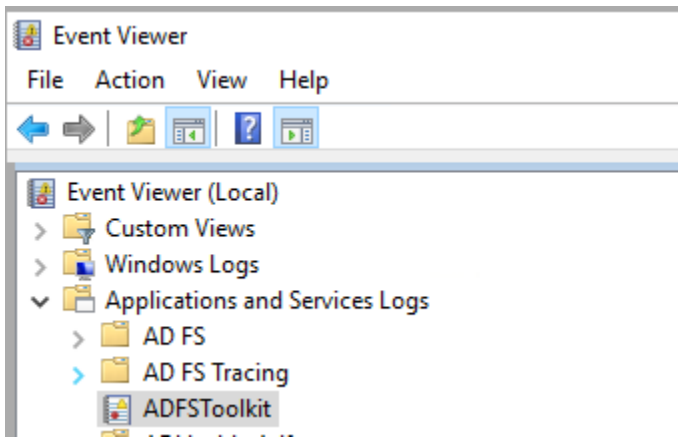 Event Viewer
File Action View Help
Event Viewer (Local)
Custom Views
Windows Logs
Applications and Services Logs
AD FS
AD FS Tracing
ADFSToolkit